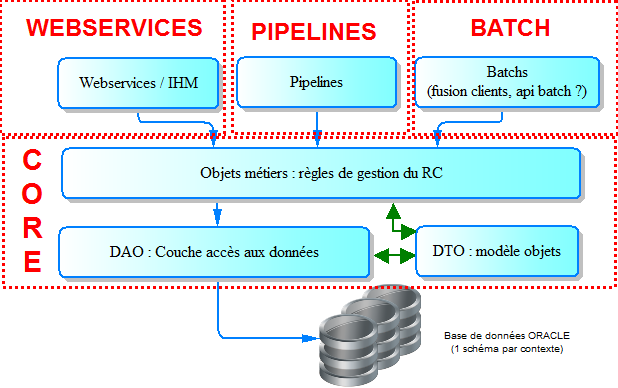 WEBSERVICES
PIPELINES
BATCH
Webservices / IHM
Pipelines
Batchs
(fusion clients, api batch ?)
CORE
Objets métiers : règles de gestion du RC
DAO : Couche accès aux données
DTO : modèle objets
Base de données ORACLE
(1 schéma par contexte)